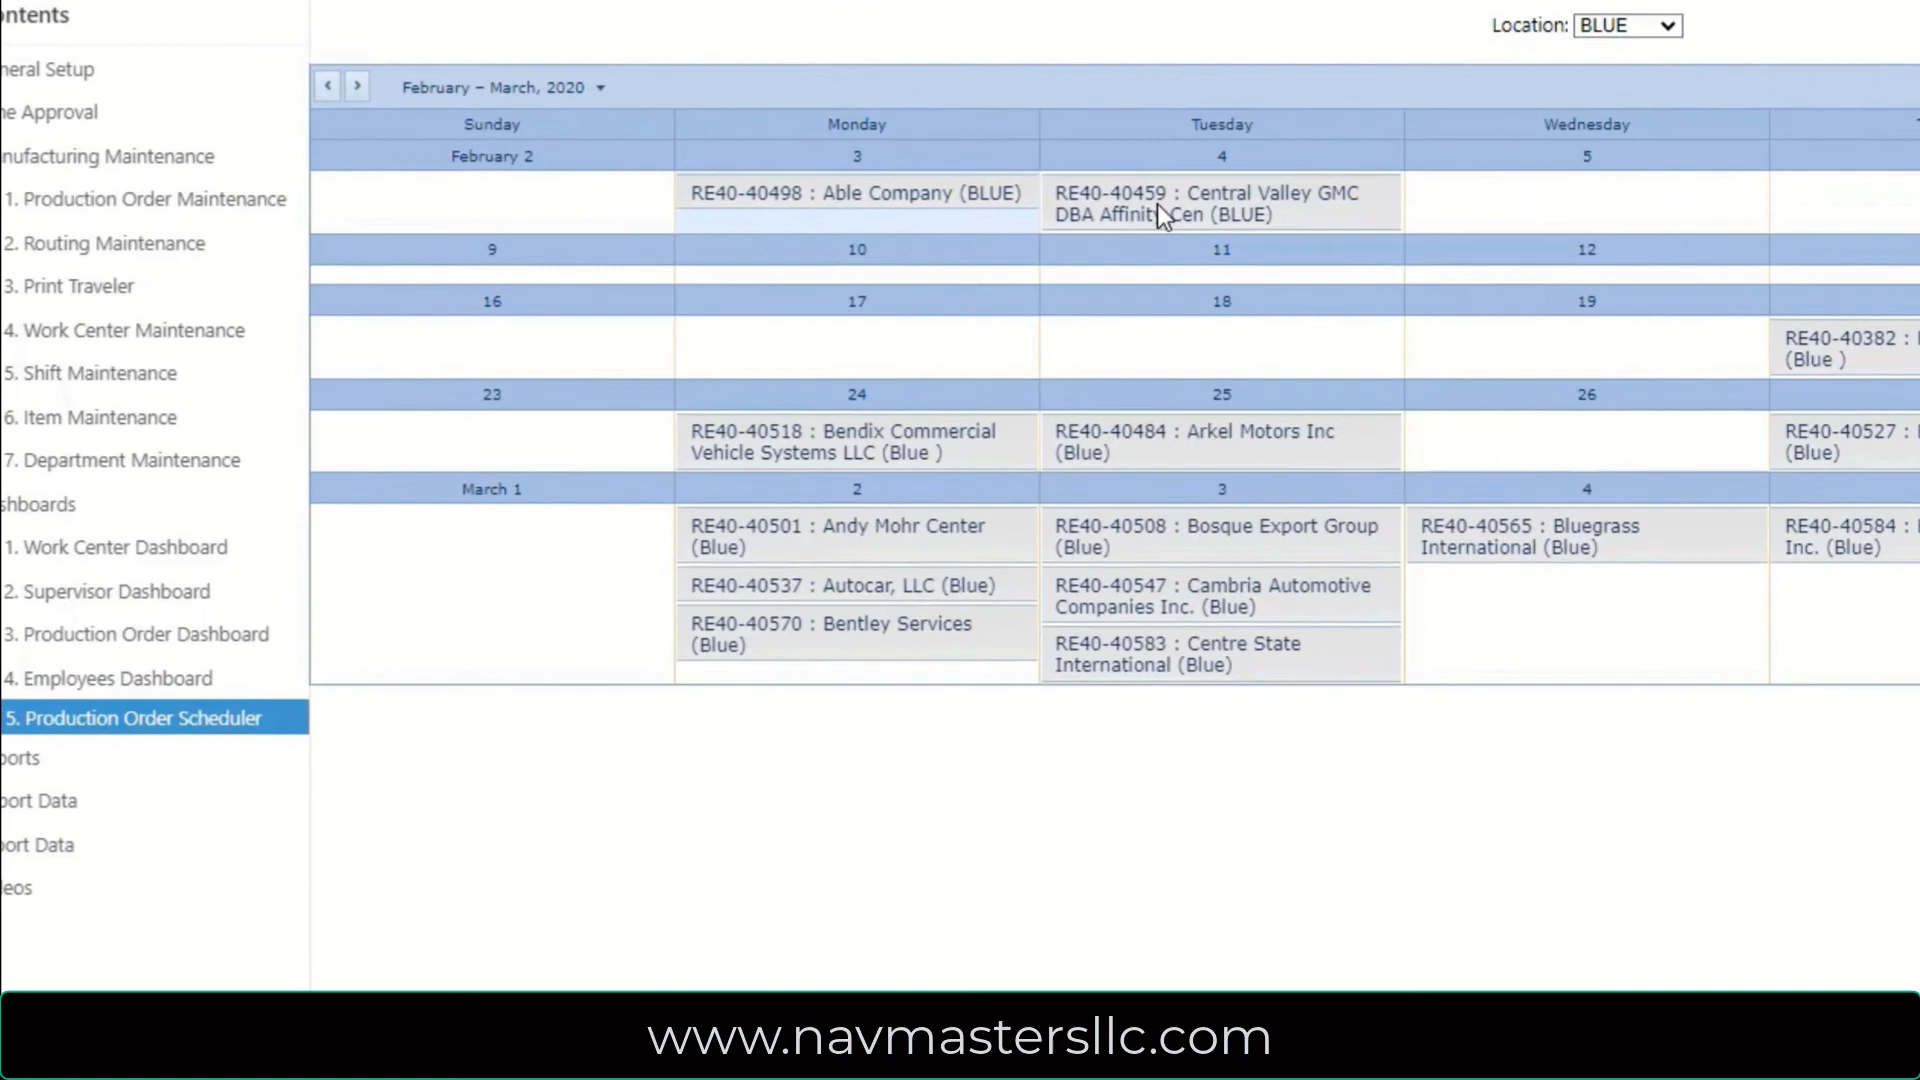 ontents
Location: BLUE
neral Setup
ne Approval
nufacturing Maintenance
1. Production Order Maintenance
2. Routing Maintenance
3. Print Traveler
4. Work Center Maintenance
5. Shift Maintenance
6. Item Maintenance
7. Department Maintenance
shboards
1. Work Center Dashboard
2. Supervisor Dashboard
3. Production Order Dashboard
4. Employees Dashboard
5. Production Order Scheduler
ports
port Data
port Data
leos
February – March, 2020
Sunday Monday Tuesday Wednesday
February 2 3 4 5
RE40-40498 : Able Company (BLUE)
RE40-40459 : Central Valley GMC
DBA Affinity Cen (BLUE)
9 10 11 12
16 17 18 19
RE40-40382 :
(Blue )
23 24 25 26
RE40-40518 : Bendix Commercial
Vehicle Systems LLC (Blue )
RE40-40484 : Arkel Motors Inc
(Blue)
RE40-40527 :
(Blue)
March 1 2 3 4
RE40-40501 : Andy Mohr Center
(Blue)
RE40-40537 : Autocar, LLC (Blue)
RE40-40570 : Bentley Services
(Blue)
RE40-40508 : Bosque Export Group
(Blue)
RE40-40547 : Cambria Automotive
Companies Inc. (Blue)
RE40-40583 : Centre State
International (Blue)
RE40-40565 : Bluegrass
International (Blue)
RE40-40584 :
Inc. (Blue)
www.navmastersllc.com